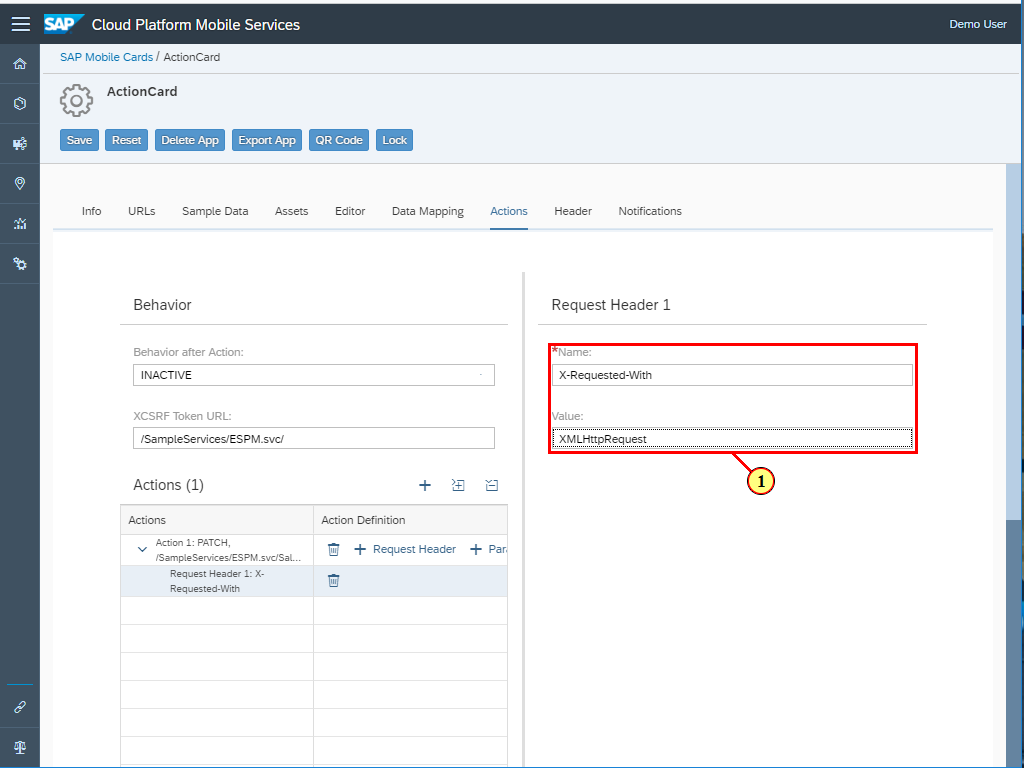 SAP Cloud Platform Mobile Services Demo User
SAP Mobile Cards / ActionCard
ActionCard
Save Reset Delete App Export App QR Code Lock
Info URLs Sample Data Assets Editor Data Mapping Actions Header Notifications
Behavior
Behavior after Action:
INACTIVE
XCSRF Token URL:
/SampleServices/ESPM.svc/
Actions (1)
Actions Action Definition
Action 1: PATCH,
/SampleServices/ESPM.svc/Sal...
Request Header Par
Request Header 1: X-
Requested-With
Request Header 1
*Name:
X-Requested-With
Value:
XMLHttpRequest
1